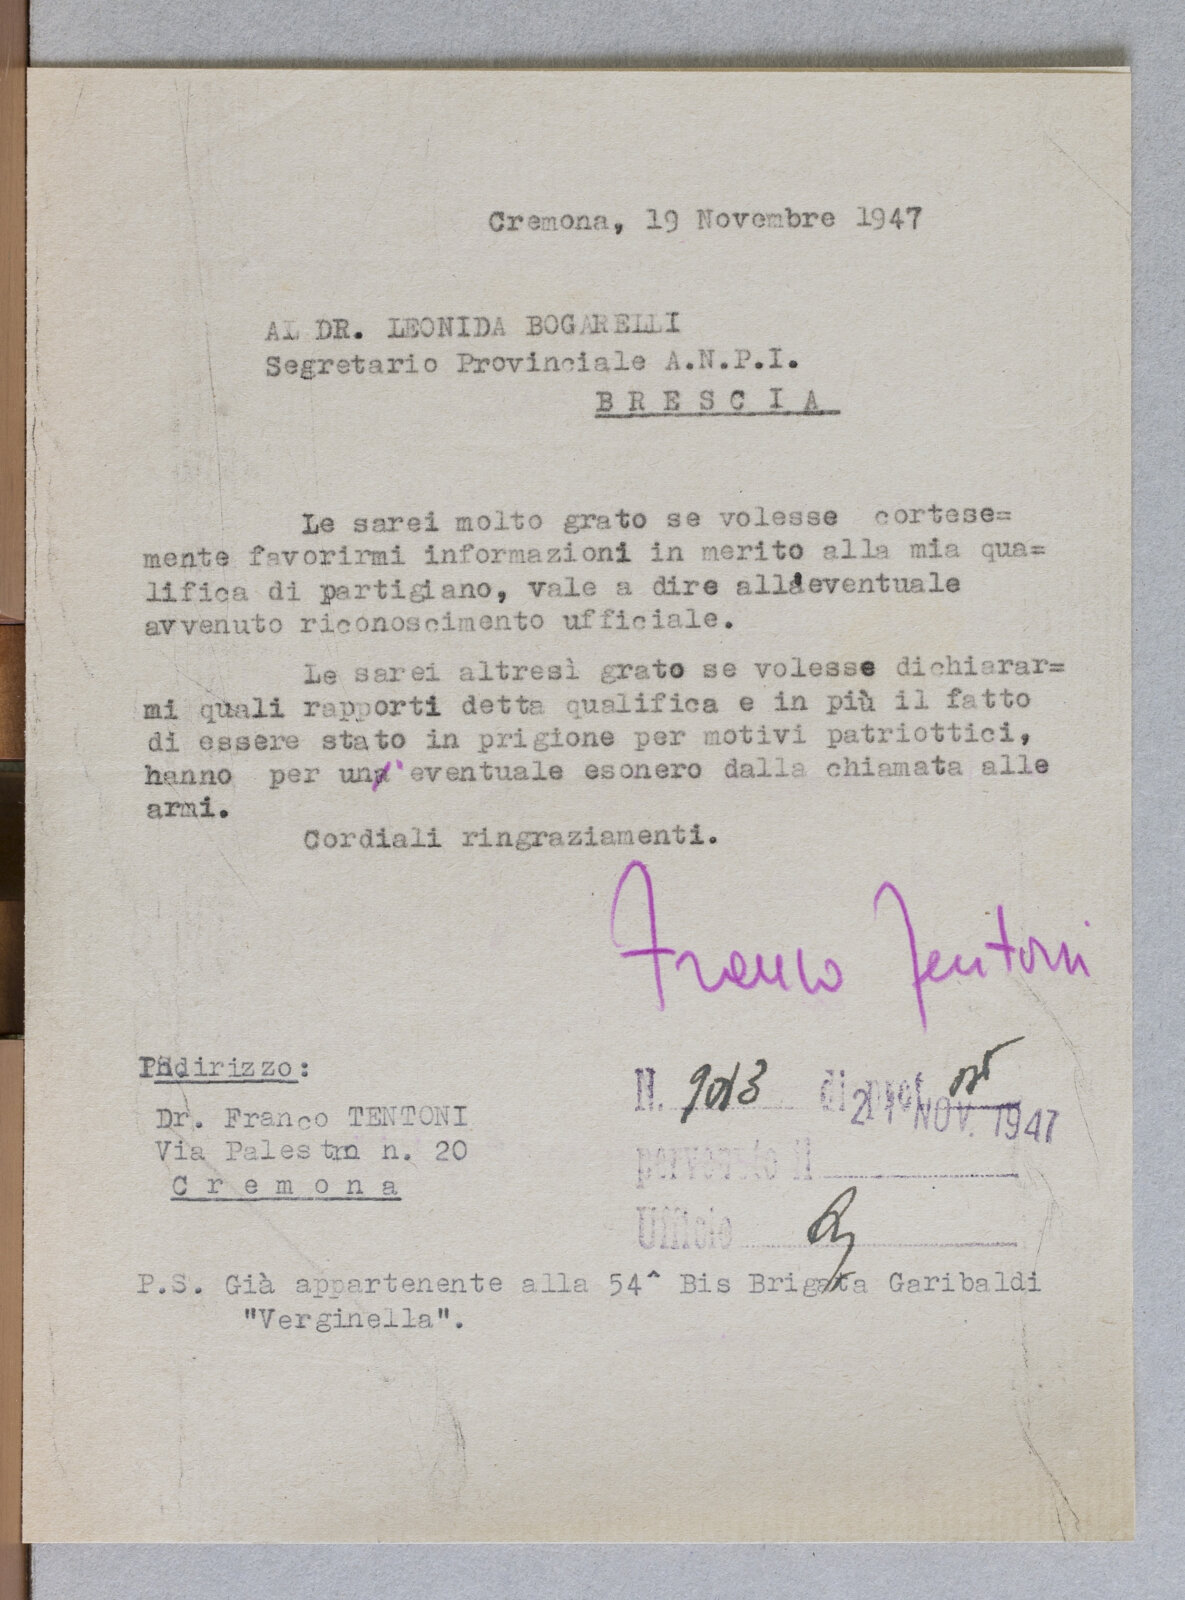 Cremona, 19 Novembre 1947
AL DR. LEONIDA BOGARELLI
Segretario Provinciale A.N.P.I.
B R E S C I A
Le sarei molto grato se volesse cortese=
mente favorirmi informazioni in merito alla mia qua=
lifica di partigiano, vale a dire all'eventuale
avvenuto riconoscimento ufficiale.
Le sarei altresì grato se volesse dichiarar=
mi quali rapporti detta qualifica e in più il fatto
di essere stato in prigione per motivi patriottici,
hanno per un' eventuale esonero dalla chiamata alle
armi.
Cordiali ringraziamenti.
Franco Tentoni
Indirizzo:
Dr. Franco TENTONI
Via Palestro n. 20
C r e m o n a
N. 9013 di prot.
21 NOV. 1947
pervenuto il
Ufficio
P.S. Già appartenente alla 54^ Bis Brigata Garibaldi
"Verginella".